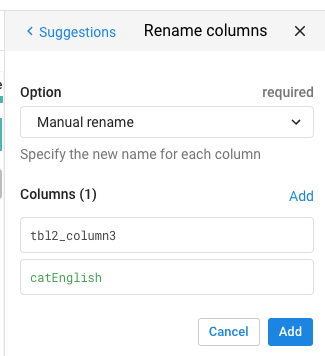 Suggestions
Rename columns
Option
required
Manual rename
Specify the new name for each column
Columns (1)
Add
tbl2_column3
catEnglish
Cancel
Add